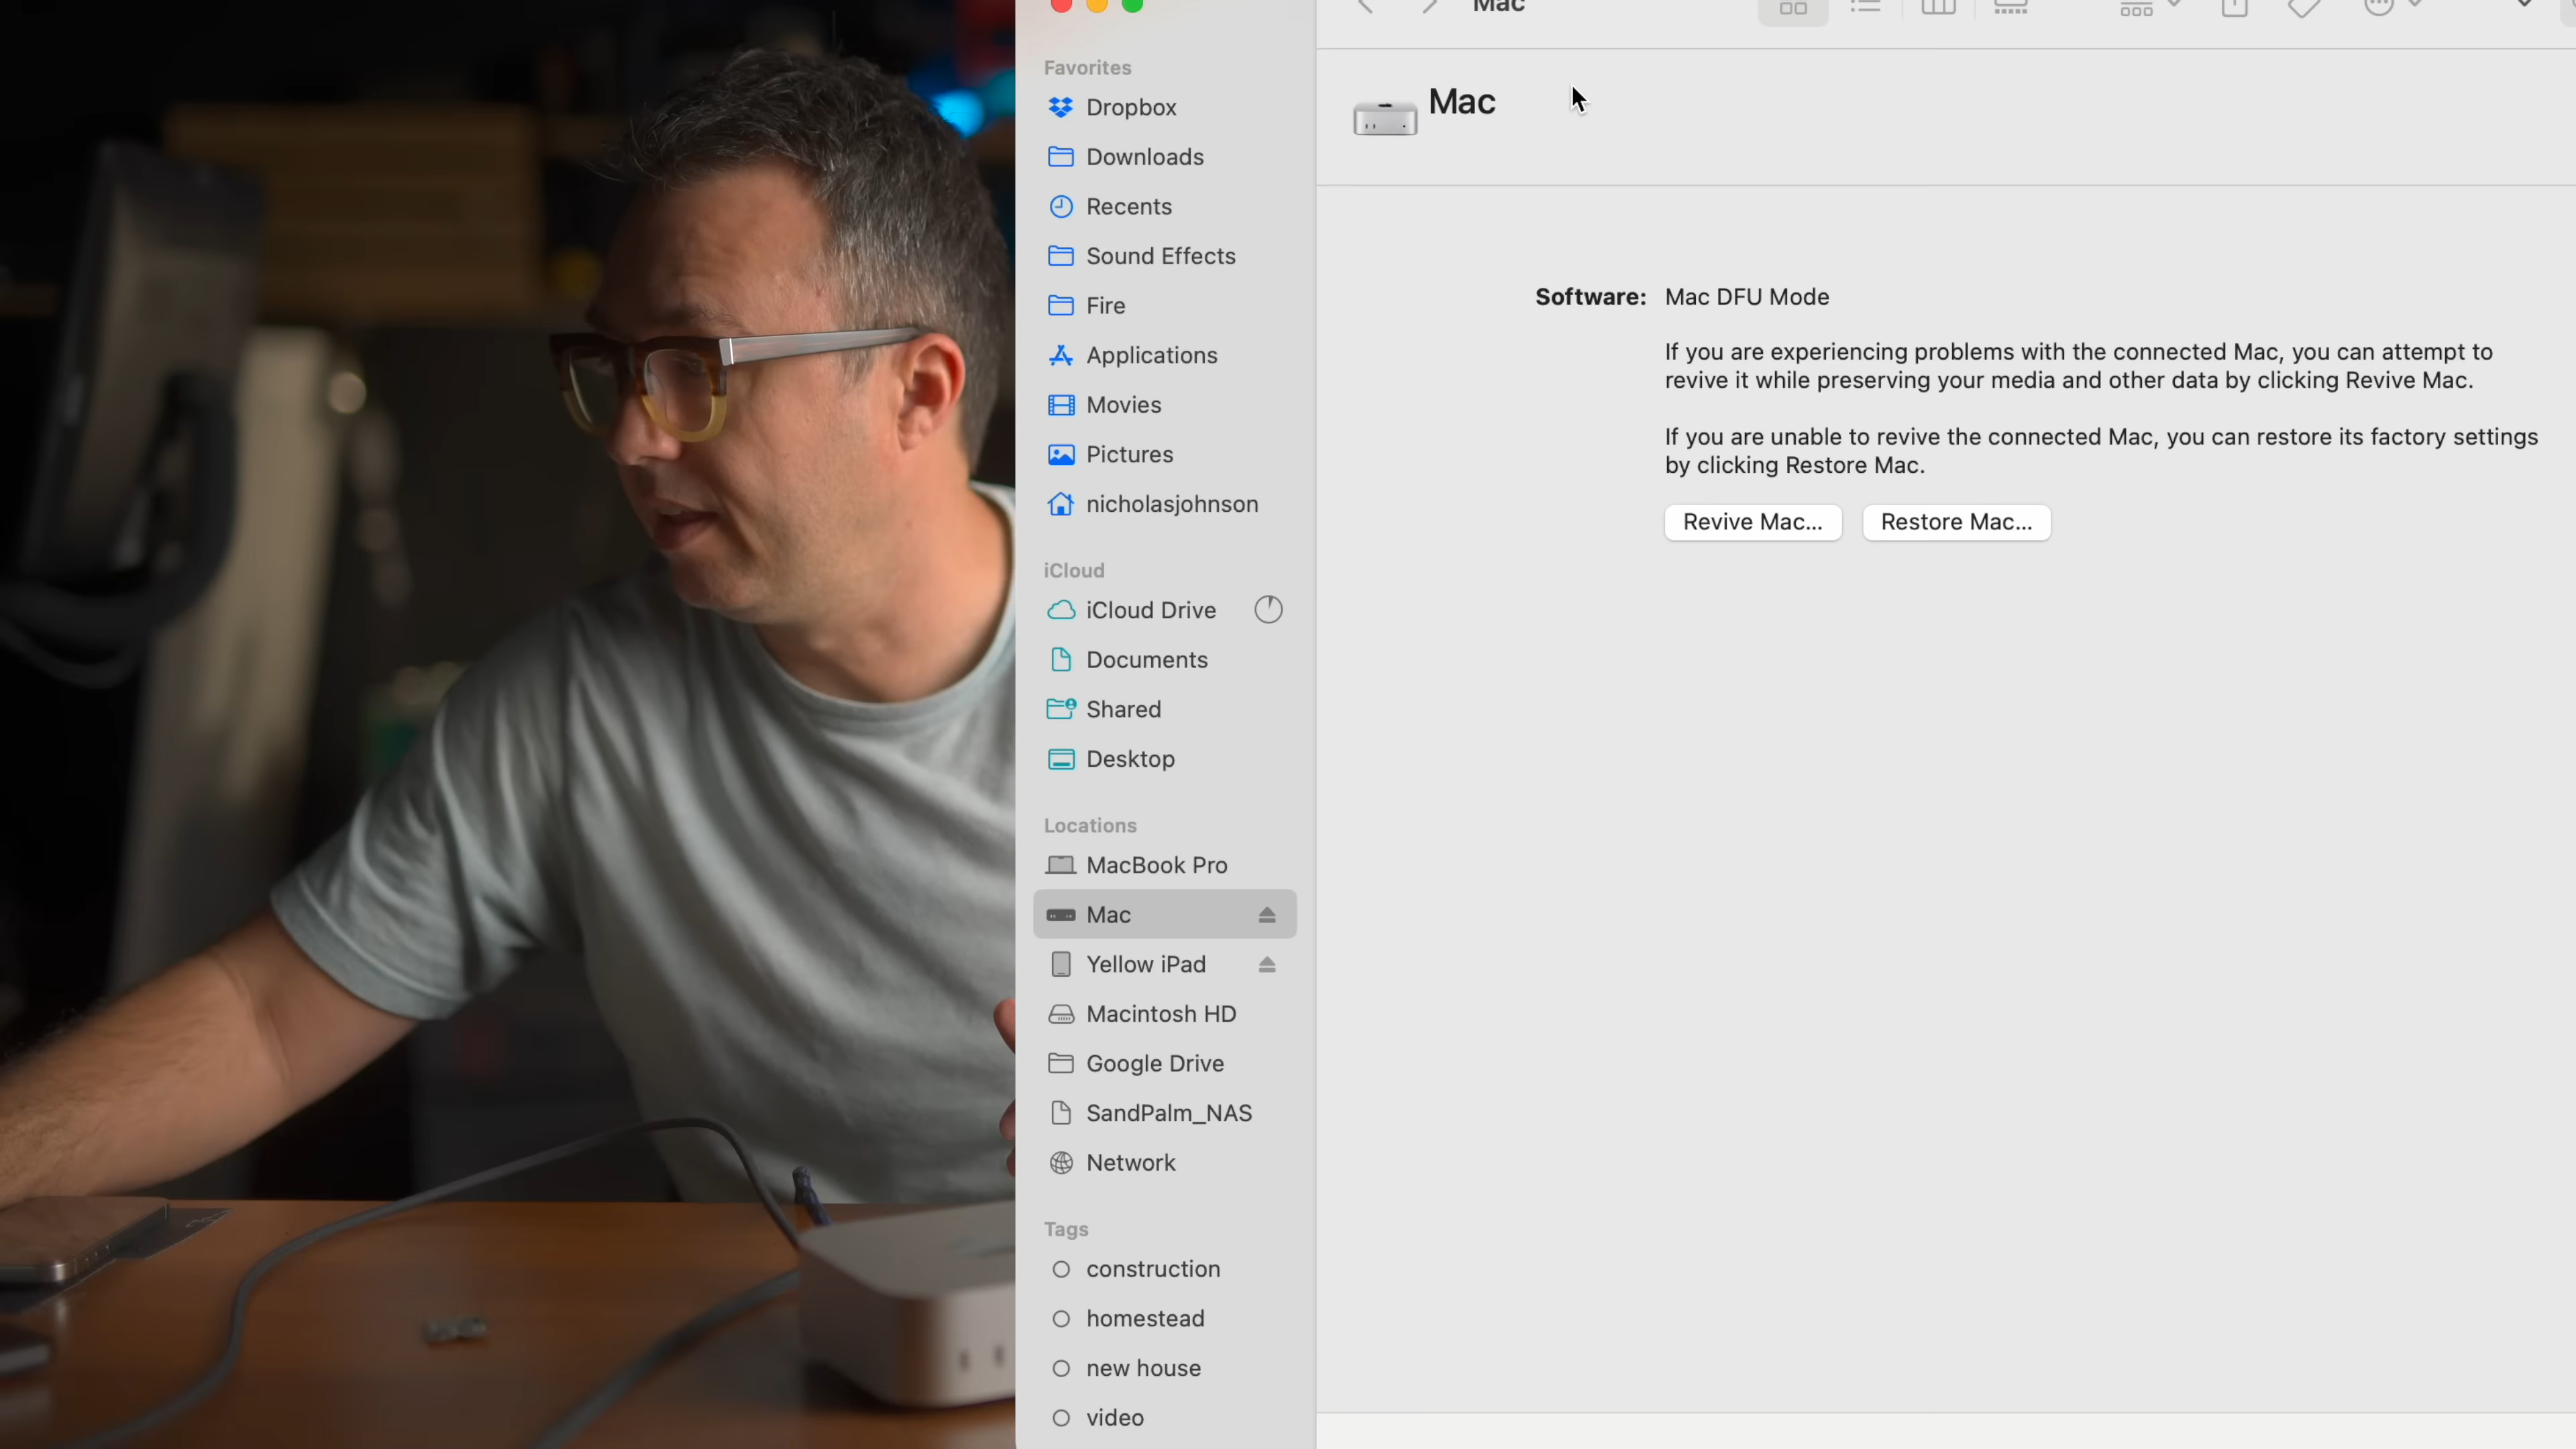 Mac
Favorites
Dropbox
Downloads
Recents
Sound Effects
Fire
Applications
Movies
Pictures
nicholasjohnson
iCloud
iCloud Drive
Documents
Shared
Desktop
Locations
MacBook Pro
Mac
Yellow iPad
Macintosh HD
Google Drive
SandPalm_NAS
Network
Tags
construction
homestead
new house
video
Mac
Software: Mac DFU Mode
If you are experiencing problems with the connected Mac, you can attempt to
revive it while preserving your media and other data by clicking Revive Mac.
If you are unable to revive the connected Mac, you can restore its factory settings
by clicking Restore Mac.
Revive Mac... Restore Mac...